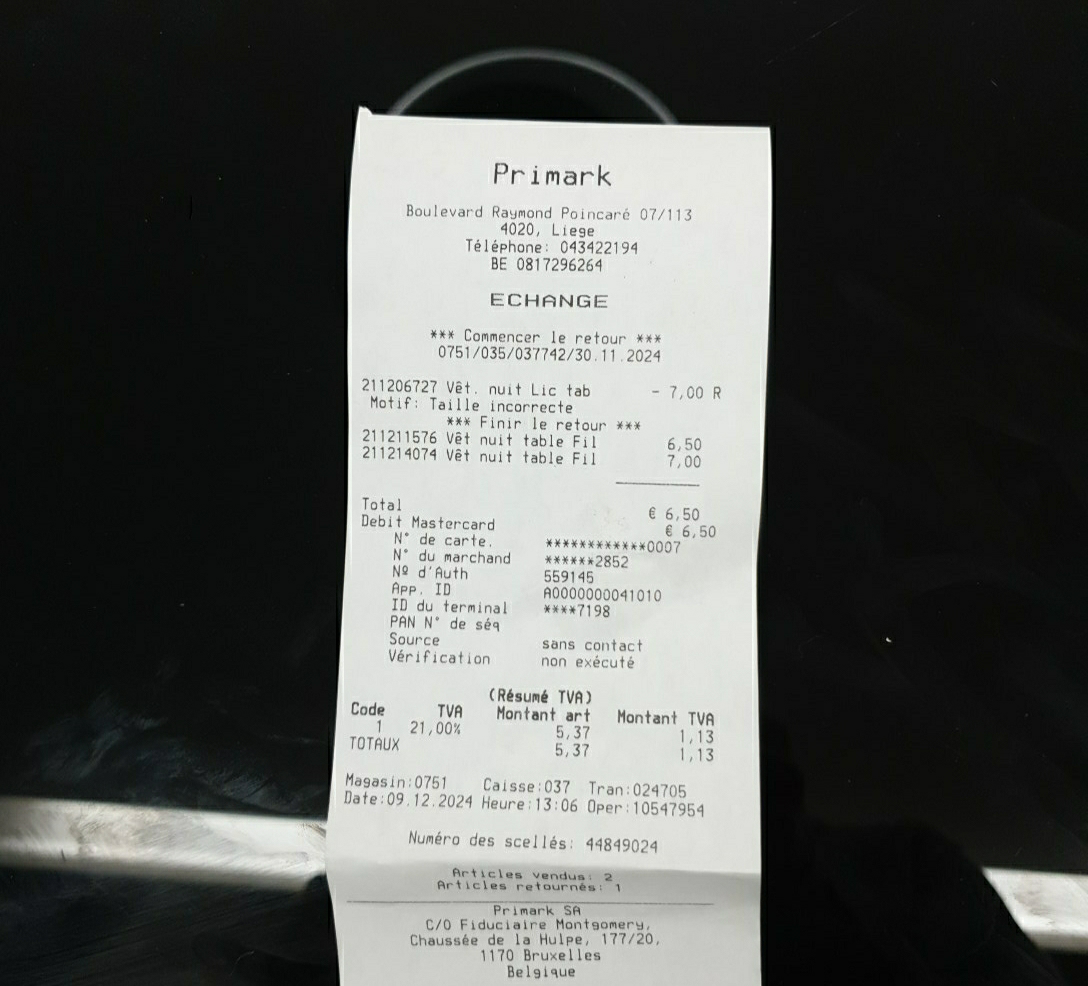 Primark
Boulevard Raymond Poincaré 07/113
4020, Liege
Téléphone: 043422194
BE 0817296264
ECHANGE
*** Commencer le retour ***
0751/035/037742/30.11.2024
211206727 Vêt. nuit Lic tab - 7,00 R
Motif: Taille incorrecte
*** Finir le retour ***
211211576 Vêt nuit table Fil 6,50
211214074 Vêt nuit table Fil 7,00
Total € 6,50
Debit Mastercard € 6,50
N° de carte. ************0007
N° du marchand ******2852
Nº d'Auth 559145
App. ID A0000000041010
ID du terminal ****7198
PAN N° de séq
Source sans contact
Vérification non exécuté
(Résumé TVA)
Code TVA Montant art Montant TVA
1 21,00% 5,37 1,13
TOTAUX 5,37 1,13
Magasin:0751 Caisse:037 Tran:024705
Date:09.12.2024 Heure:13:06 Oper:10547954
Numéro des scellés: 44849024
Articles vendus: 2
Articles retournés: 1
Primark SA
C/O Fiduciaire Montgomery,
Chaussée de la Hulpe, 177/20,
1170 Bruxelles
Belgique